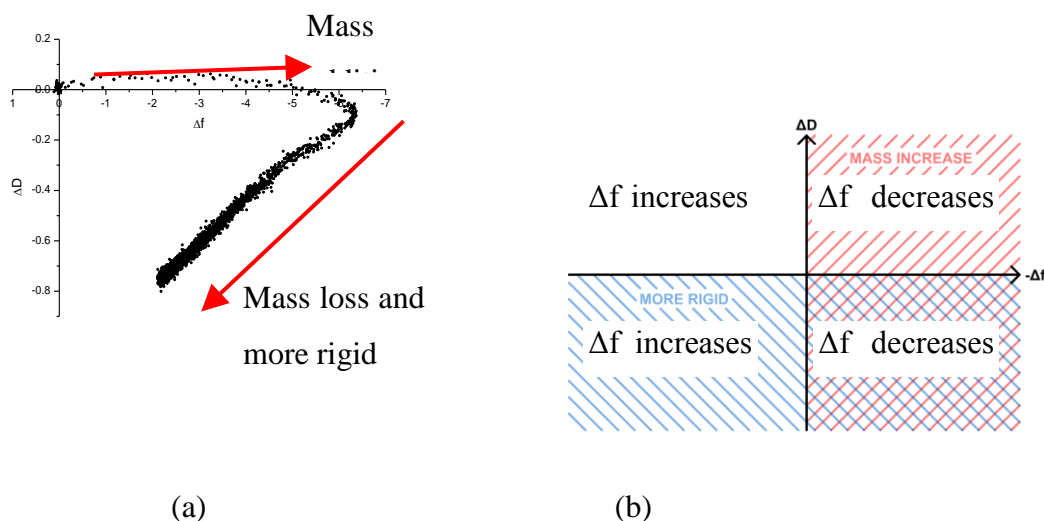 Mass
0.2
0.0
1 0 -1 -2 -3 -4 -5 -6 -7
Δf
-0.2
-0.4
ΔD
-0.6
-0.8
Mass loss and
more rigid
(a)
ΔD
MASS INCREASE
Δf increases
Δf decreases
-Δf
MORE RIGID
Δf increases
Δf decreases
(b)